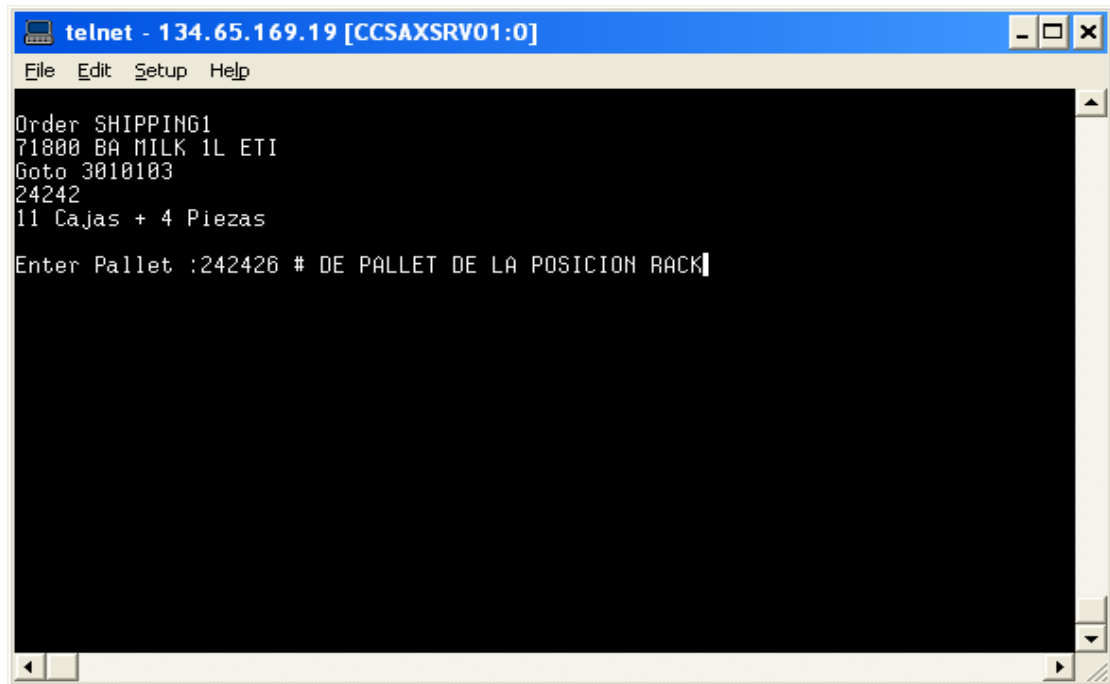 telnet - 134.65.169.19 [CCSAXSRV01:0]
File Edit Setup Help
Order SHIPPING1
71800 BA MILK 1L ETI
Goto 3010103
24242
11 Cajas + 4 Piezas
Enter Pallet :242426 # DE PALLET DE LA POSICION RACK